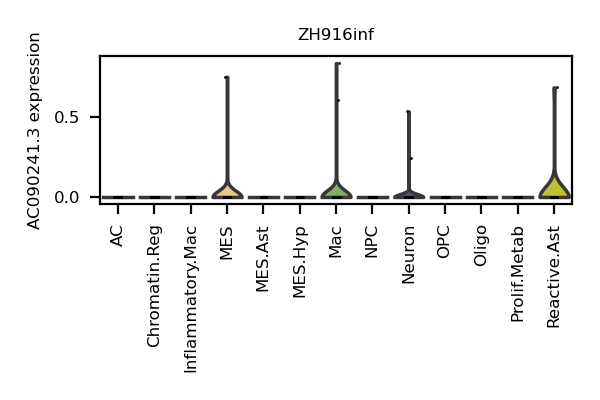 ZH916inf
AC090241.3 expression
0.5
0.0
AC
Chromatin.Reg
Inflammatory.Mac
MES
MES.Ast
MES.Hyp
Mac
NPC
Neuron
OPC
Oligo
Prolif.Metab
Reactive.Ast